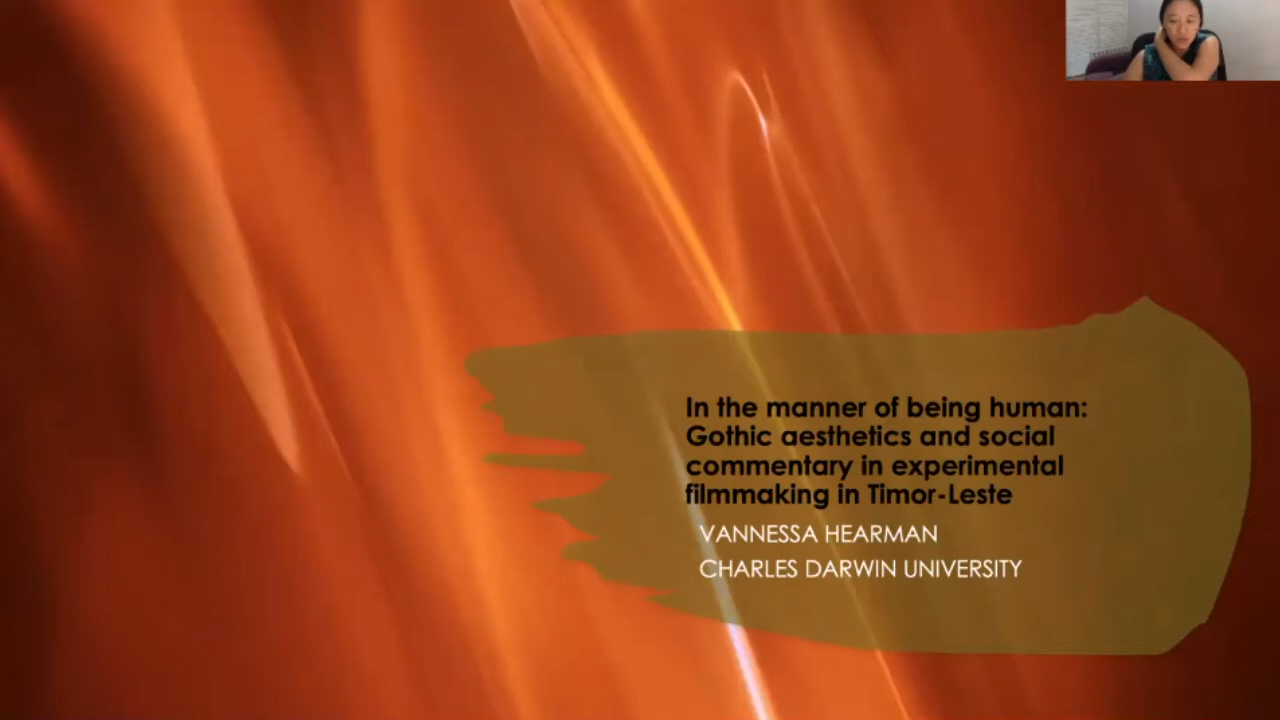 In the manner of being human:
Gothic aesthetics and social
commentary in experimental
filmmaking in Timor-Leste
VANNESSA HEARMAN
CHARLES DARWIN UNIVERSITY